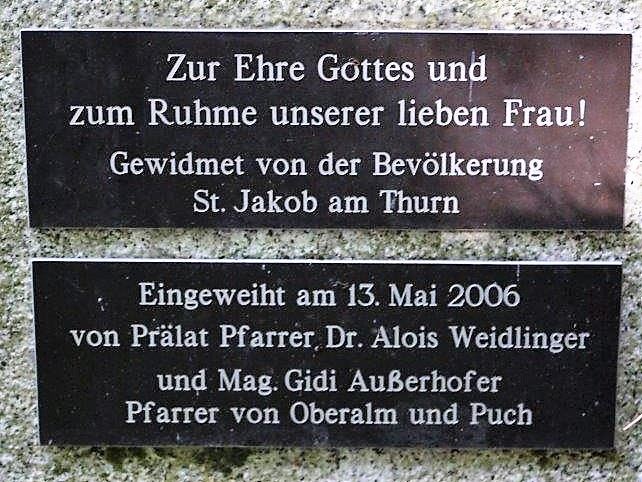 Zur Ehre Gottes und
zum Ruhme unserer lieben Frau!
Gewidmet von der Bevölkerung
St. Jakob am Thurn
Eingeweiht am 13. Mai 2006
von Prälat Pfarrer Dr. Alois Weidlinger
und Mag. Gidi Außerhofer
Pfarrer von Oberalm und Puch